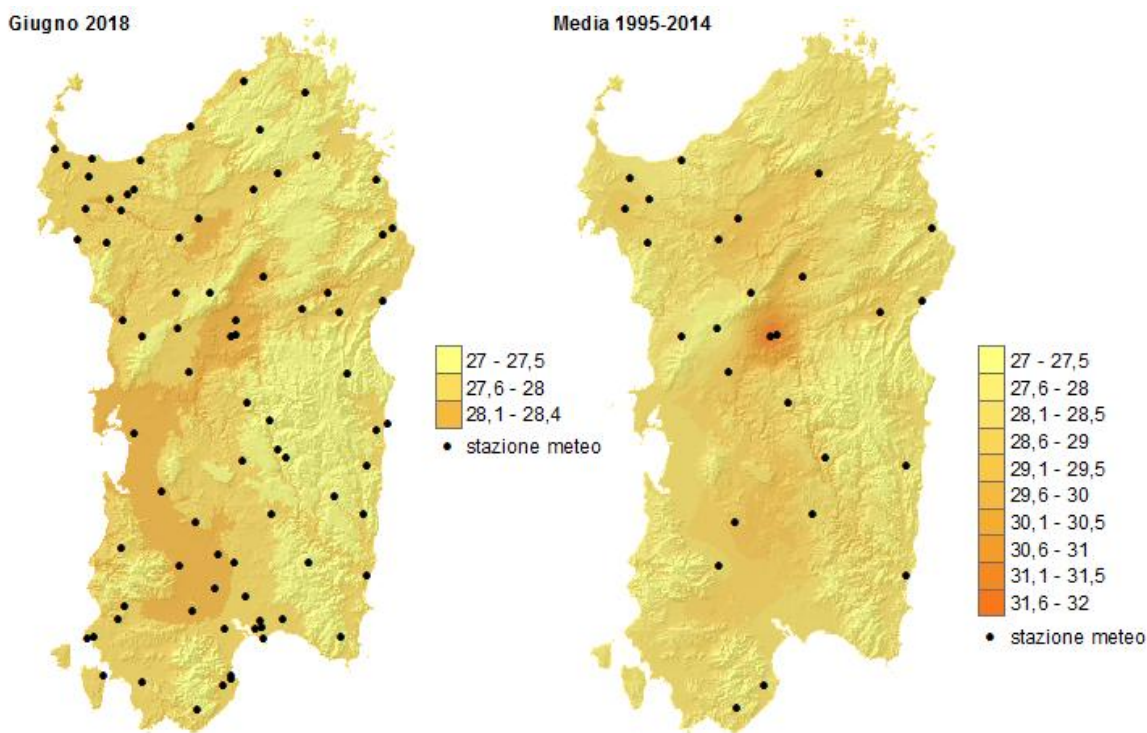 Giugno 2018
27 - 27,5
27,6 - 28
28,1 - 28,4
stazione meteo
Media 1995-2014
27 - 27,5
27,6 - 28
28,1 - 28,5
28,6 - 29
29,1 - 29,5
29,6 - 30
30,1 - 30,5
30,6 - 31
31,1 - 31,5
31,6 - 32
stazione meteo